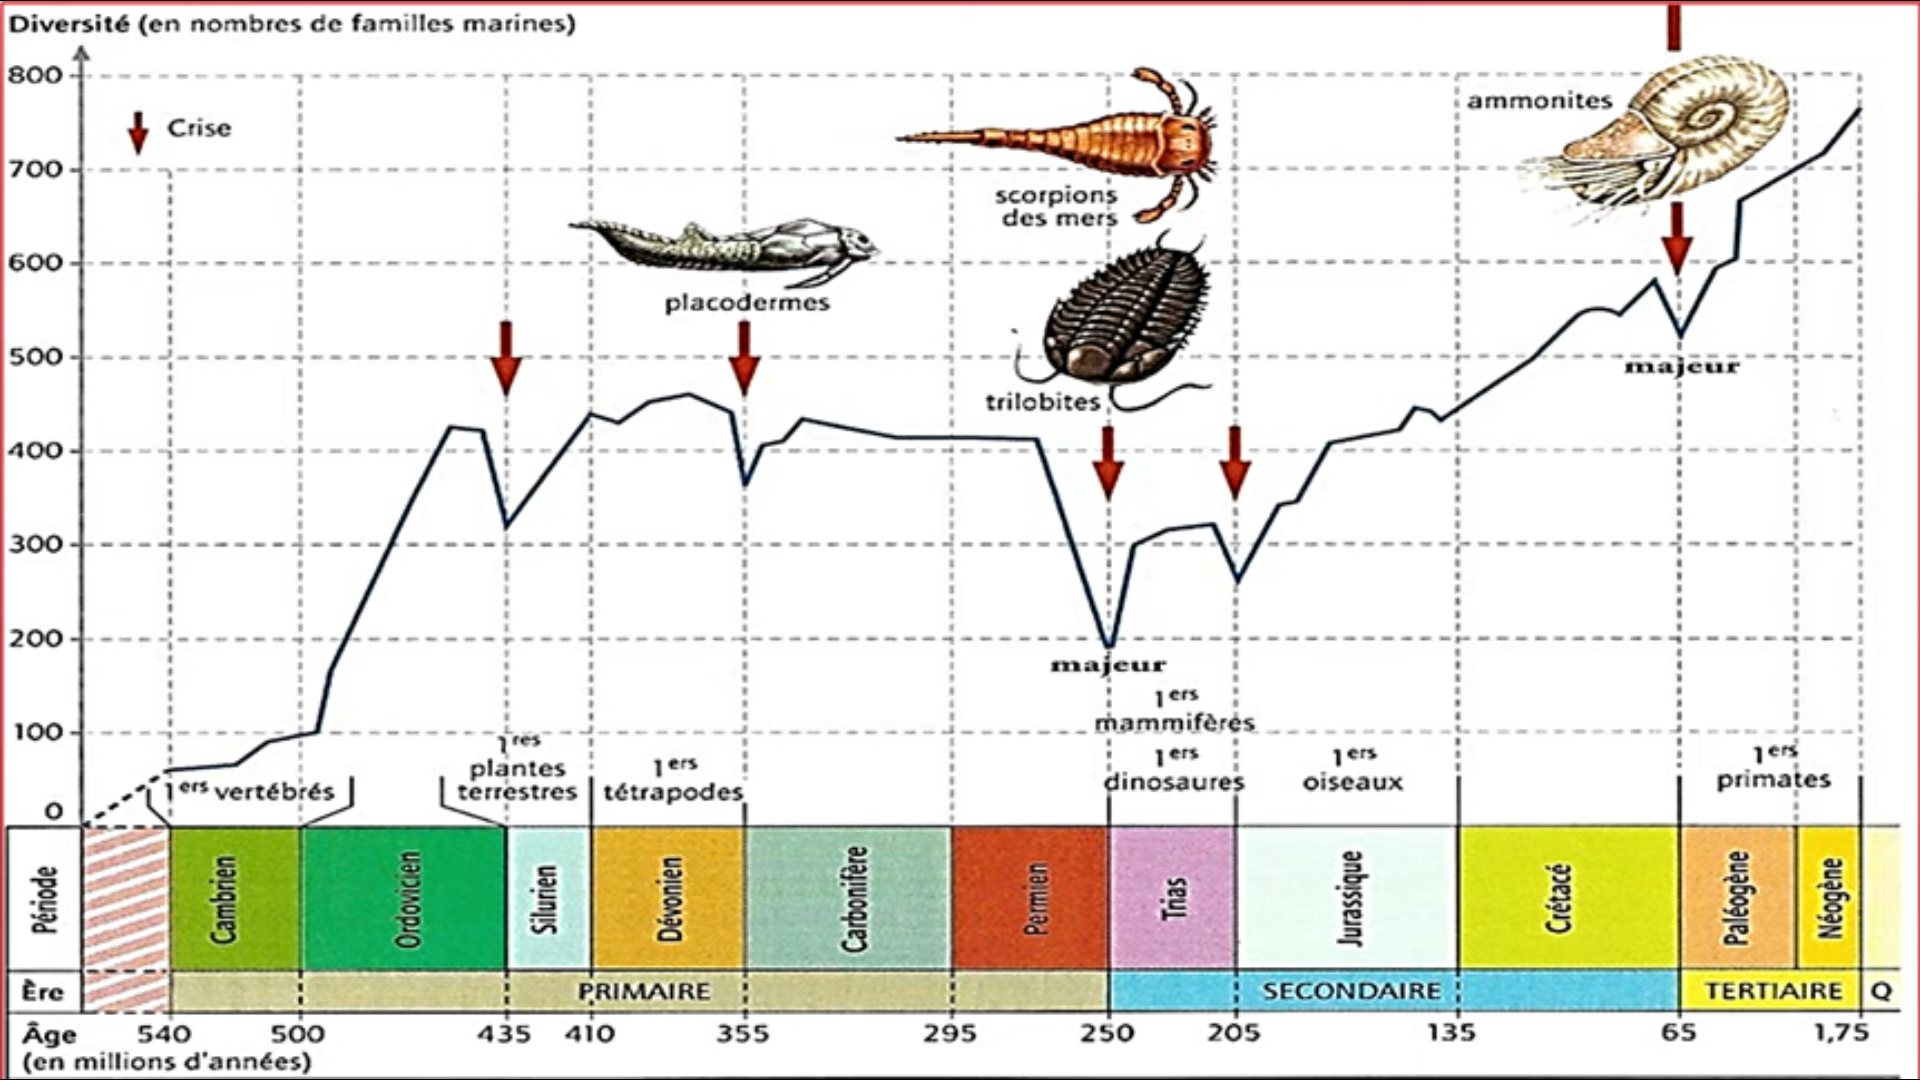 Diversité (en nombres de familles marines)
800
Crise
ammonites
700
scorpions
des mers
600
placodermes
500
majeur
trilobites
400
300
200
majeur
1ers
mammifères
100
1res
plantes
terrestres
1ers
tétrapodes
1ers
dinosaures
1ers
oiseaux
1ers
primates
1ers vertébrés
0
Période
Cambrien
Ordovicien
Silurien
Dévonien
Carbonifère
Permien
Trias
Jurassique
Crétacé
Paléogène
Néogène
Ère
PRIMAIRE
SECONDAIRE
TERTIAIRE
Q
Âge 540 500 435 410 355 295 250 205 135 65 1,75
(en millions d'années)